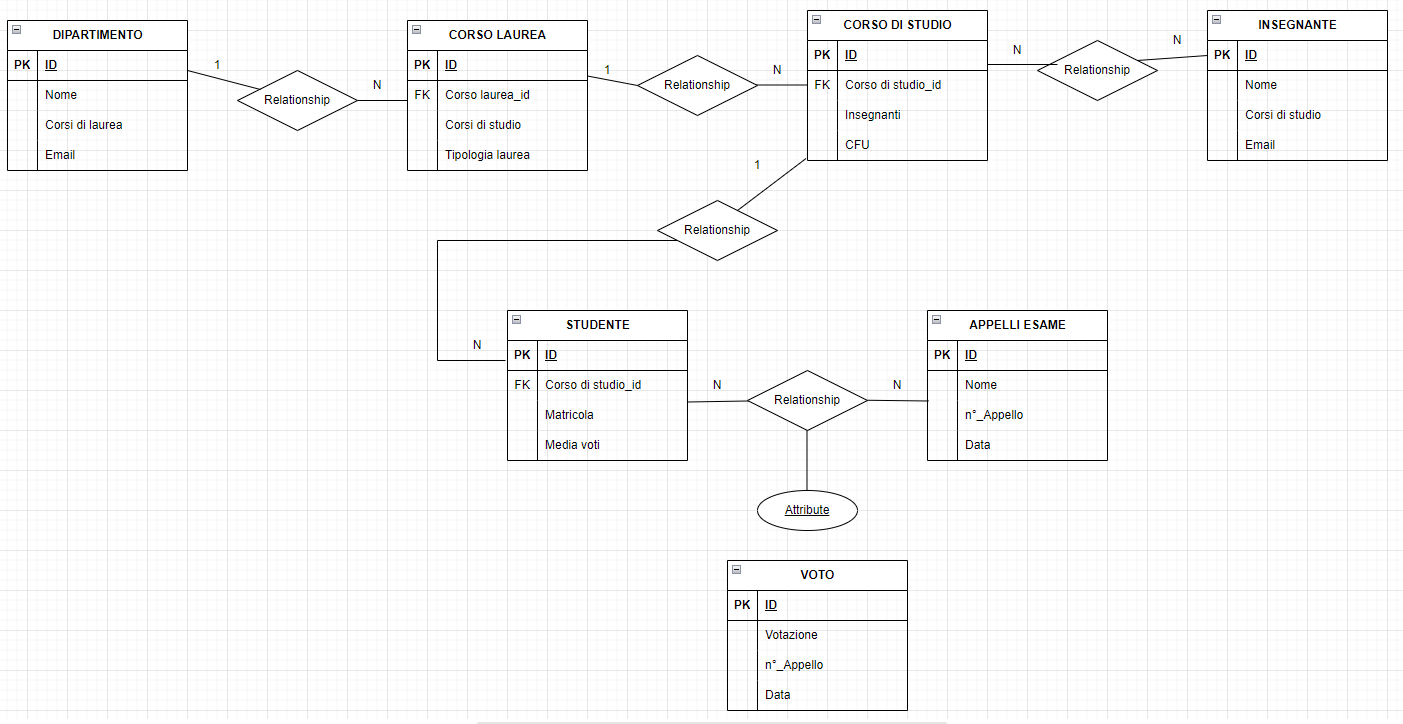 DIPARTIMENTO
PK ID
Nome
Corsi di laurea
Email
1
Relationship
N
CORSO LAUREA
PK ID
FK Corso laurea_id
Corsi di studio
Tipologia laurea
1
Relationship
N
CORSO DI STUDIO
PK ID
FK Corso di studio_id
Insegnanti
CFU
N
Relationship
N
INSEGNANTE
PK ID
Nome
Corsi di studio
Email
1
Relationship
N
STUDENTE
PK ID
FK Corso di studio_id
Matricola
Media voti
N
Relationship
N
APPELLI ESAME
PK ID
Nome
n°_Appello
Data
Attribute
VOTO
PK ID
Votazione
n°_Appello
Data